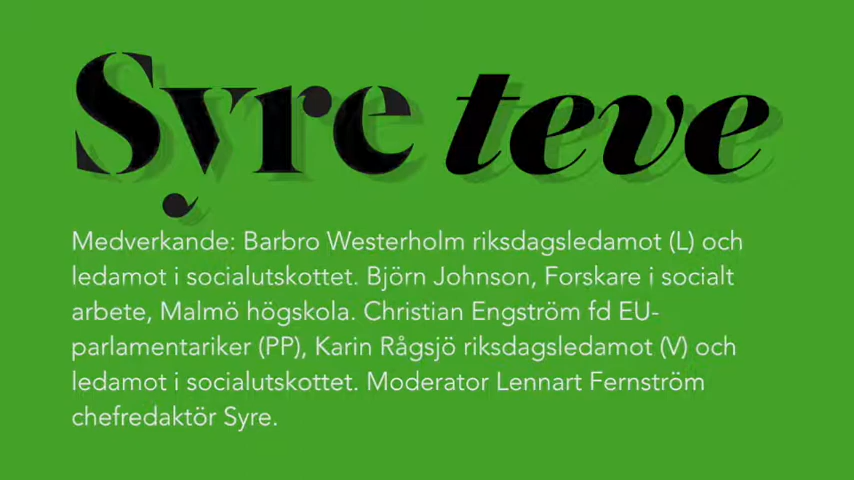 Syre teve
Medverkande: Barbro Westerholm riksdagsledamot (L) och
ledamot i socialutskottet. Björn Johnson, Forskare i socialt
arbete, Malmö högskola. Christian Engström fd EU-
parlamentariker (PP), Karin Rågsjö riksdagsledamot (V) och
ledamot i socialutskottet. Moderator Lennart Fernström
chefredaktör Syre.